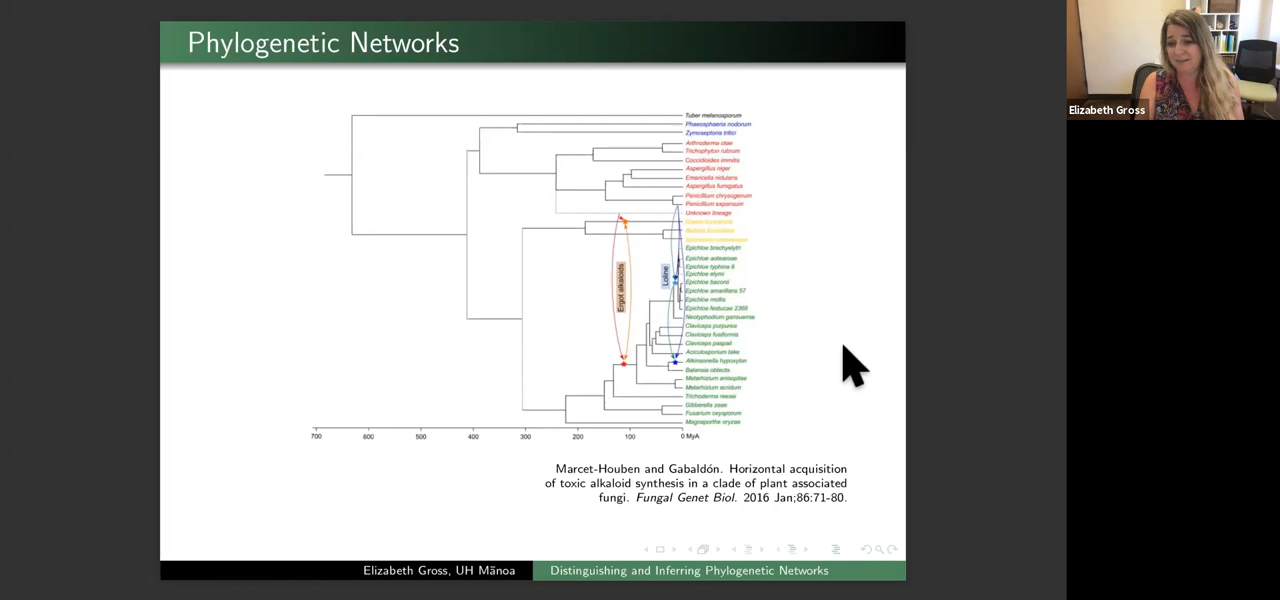 Phylogenetic Networks
Elizabeth Gross
Tuber melanosporum
Phaeosphaeria nodorum
Zymoseptoria tritici
Arthroderma otae
Trichophyton rubrum
Coccidioides immitis
Aspergillus niger
Emericella nidulans
Aspergillus fumigatus
Penicillium chrysogenum
Penicillium expansum
Unknown lineage
Epichloe brachyelytri
Epichloe aotearoae
Epichloe typhina 8
Epichloe elymi
Epichloe baconii
Epichloe amarillans 57
Epichloe mollis
Epichloe festucae 2368
Neotyphodium gansuense
Claviceps purpurea
Claviceps fusiformis
Claviceps paspali
Aciculosporium take
Atkinsonella hypoxylon
Balansia obtecta
Metarhizium anisopliae
Metarhizium acridum
Trichoderma reesei
Gibberella zeae
Fusarium oxysporum
Magnaporthe oryzae
Ergot alkaloids
Loline
700 600 500 400 300 200 100 0 MyA
Marcet-Houben and Gabaldón. Horizontal acquisition
of toxic alkaloid synthesis in a clade of plant associated
fungi. Fungal Genet Biol. 2016 Jan;86:71-80.
Elizabeth Gross, UH Mānoa
Distinguishing and Inferring Phylogenetic Networks